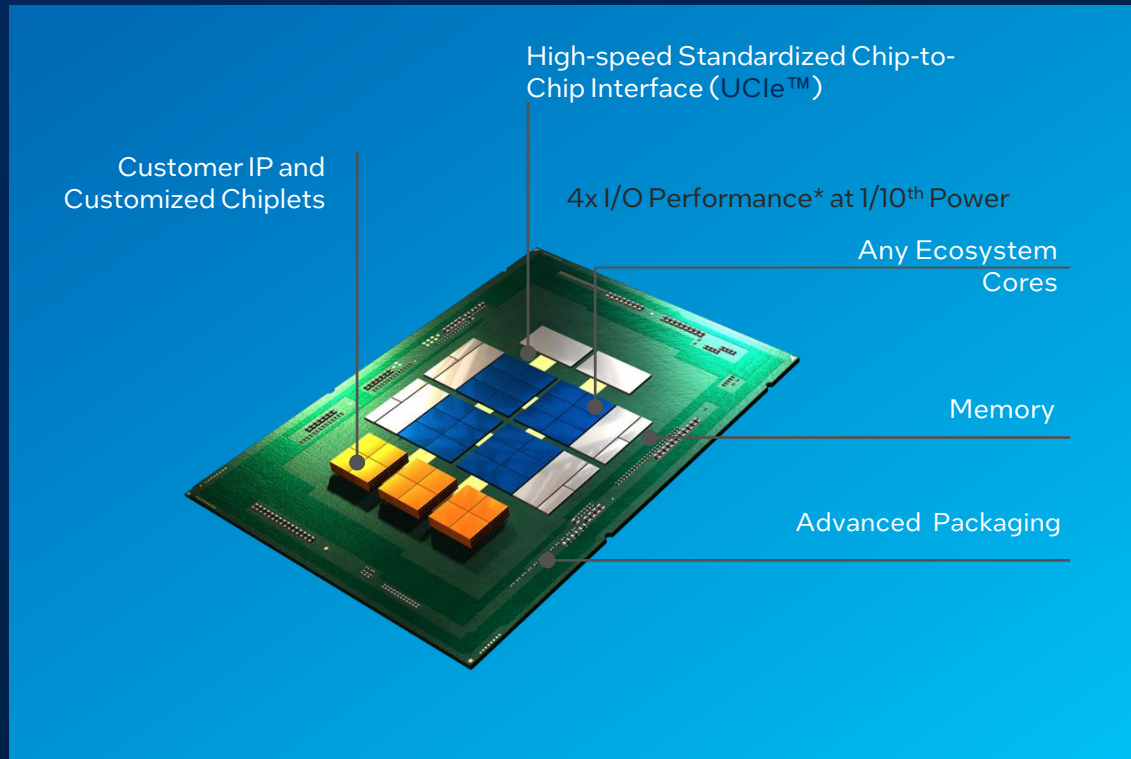 High-speed Standardized Chip-to-
Chip Interface (UCIe™)
Customer IP and
Customized Chiplets
4x I/O Performance* at 1/10th Power
Any Ecosystem
Cores
Memory
Advanced Packaging